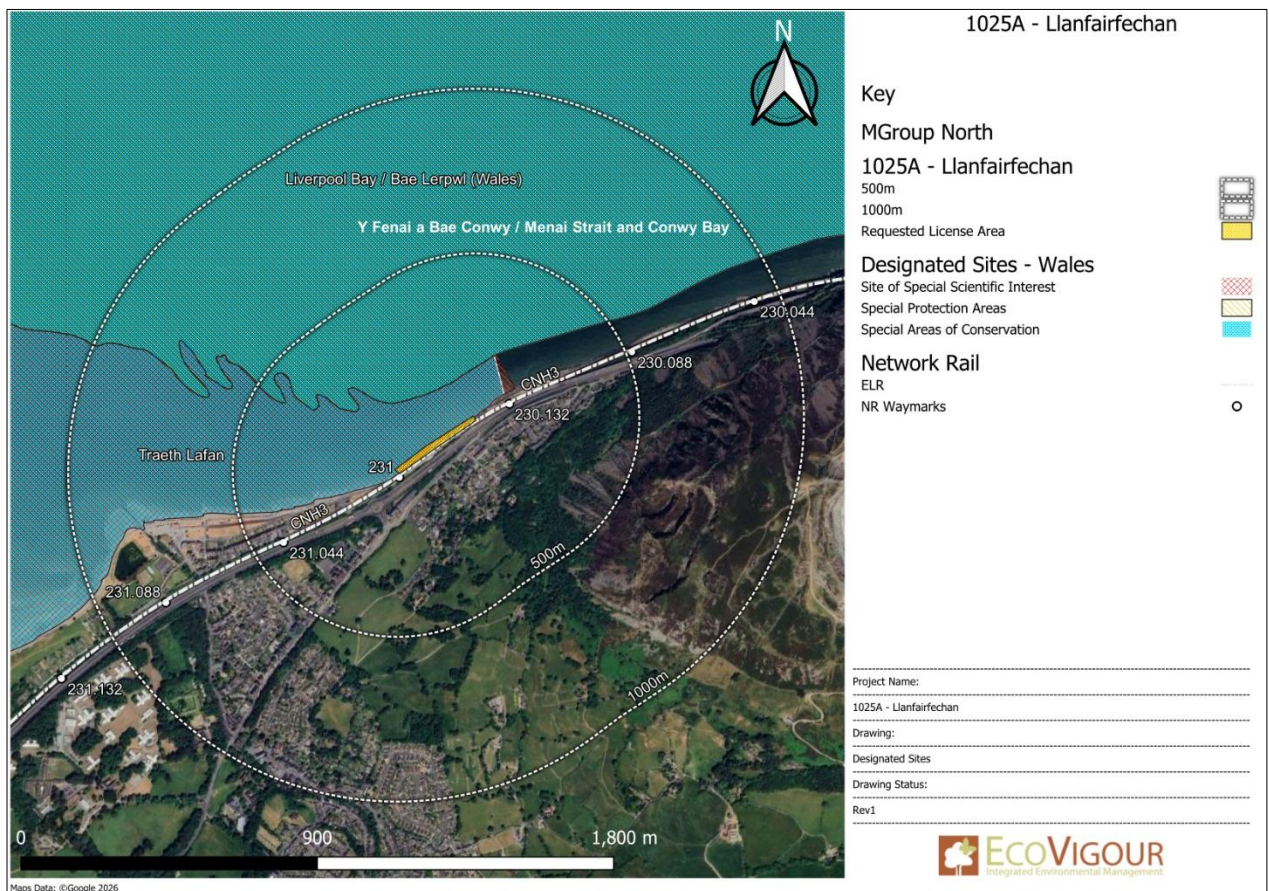 1025A - Llanfairfechan
N
Liverpool Bay / Bae Lerpwl (Wales)
Y Fenai a Bae Conwy / Menai Strait and Conwy Bay
230.044
230.088
CNH3
230.132
Traeth Lafan
231
CNH3
231.044
500m
231.088
1000m
231.132
0
900
1,800 m
Maps Data: ©Google 2026
Key
MGroup North
1025A - Llanfairfechan
500m
1000m
Requested License Area
Designated Sites - Wales
Site of Special Scientific Interest
Special Protection Areas
Special Areas of Conservation
Network Rail
ELR
NR Waymarks
Project Name:
1025A - Llanfairfechan
Drawing:
Designated Sites
Drawing Status:
Rev1
ECOVIGOUR
Integrated Environmental Management